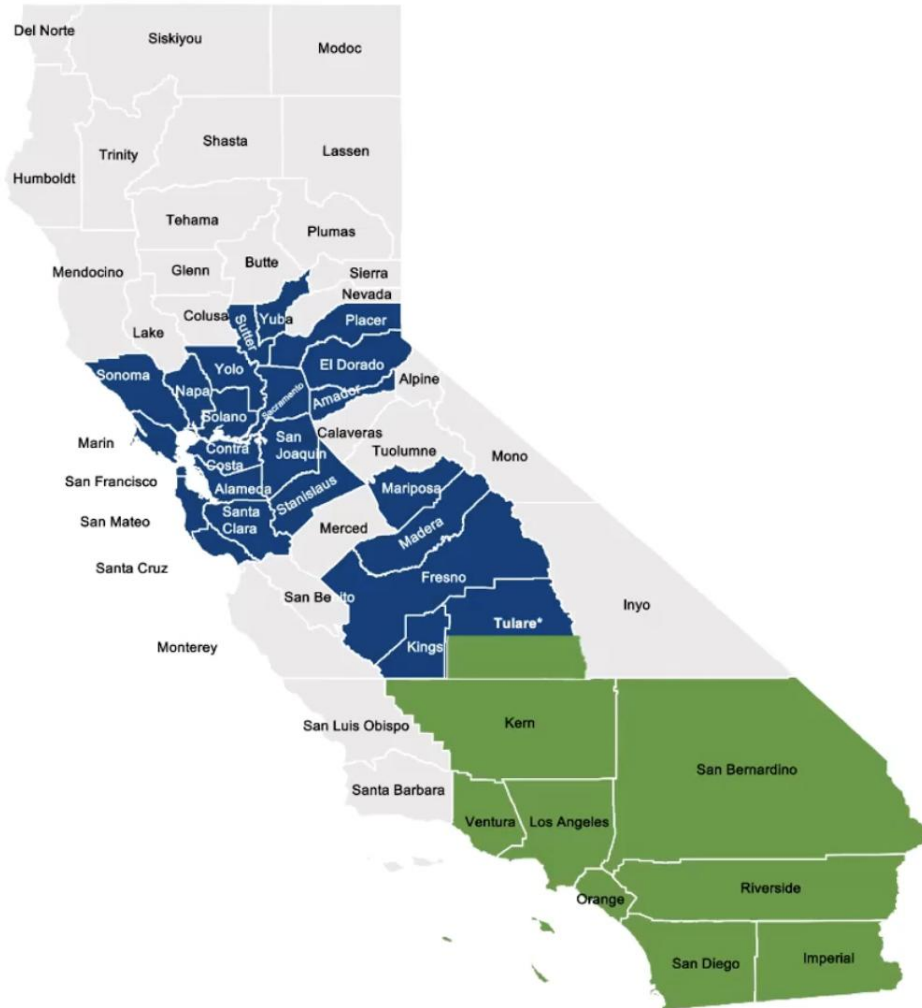 Del Norte
Siskiyou
Modoc
Shasta
Lassen
Trinity
Humboldt
Tehama
Plumas
Butte
Glenn
Mendocino
Sierra
Nevada
Colusa
Lake
Sutter
Yuba
Placer
El Dorado
Yolo
Sonoma
Napa
Sacramento
Amador
Alpine
Solano
Calaveras
Marin
San
Joaquin
Tuolumne
Contra
Costa
Mono
San Francisco
Alameda
Stanislaus
Mariposa
San Mateo
Santa
Clara
Merced
Madera
Santa Cruz
Fresno
San Benito
Inyo
Tulare*
Monterey
Kings
San Luis Obispo
Kern
San Bernardino
Santa Barbara
Ventura
Los Angeles
Riverside
Orange
San Diego
Imperial